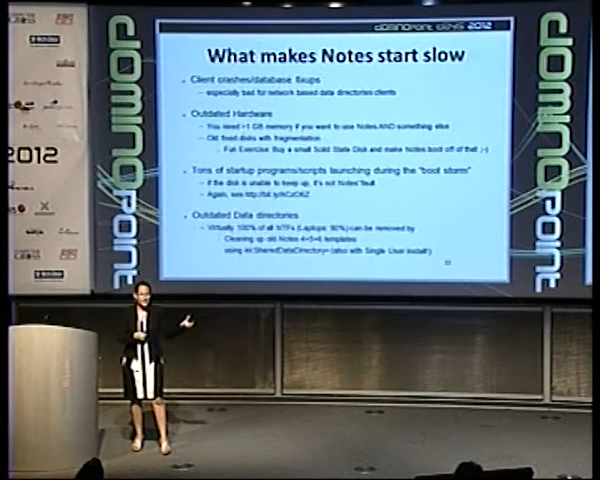 DOMINOPOINT DAYS 2012
What makes Notes start slow
Client crashes/database fixups
– especially bad for network based data directories clients
Outdated Hardware
– You need >1 GB memory if you want to use Notes AND something else
– Old fixed disks with fragmentation
Fun Exercise: Buy a small Solid State Disk and make Notes boot off of that ;-)
Tons of startup programs/scripts launching during the "boot storm"
– if the disk is unable to keep up, it's not Notes' fault
– Again, see
Outdated Data directories
– Virtually 100% of all NTFs (Laptops: 90%) can be removed by
Cleaning up old Notes 4+5+6 templates
using ini:SharedDataDirectory= (also with Single User install!)
DOMINOPOINT
DOMINOPOINT
2012